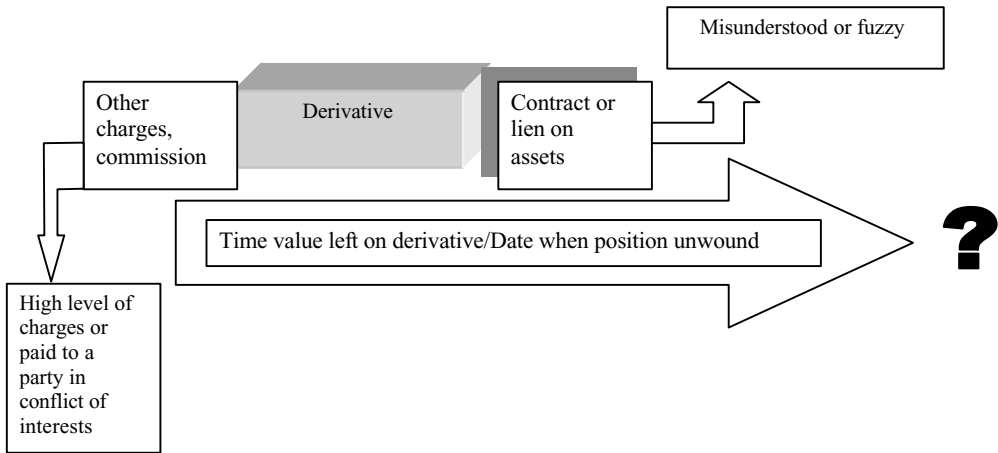 Misunderstood or fuzzy
Other
charges,
commission
Derivative
Contract or
lien on
assets
Time value left on derivative/Date when position unwound
?
High level of
charges or
paid to a
party in
conflict of
interests